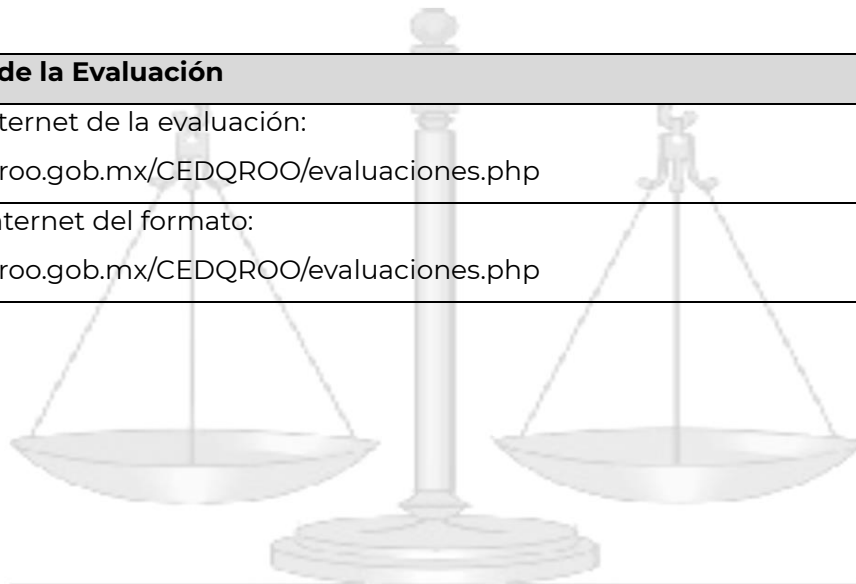 de la Evaluación
ternet de la evaluación:
roo.gob.mx/CEDQROO/evaluaciones.php
nternet del formato:
roo.gob.mx/CEDQROO/evaluaciones.php